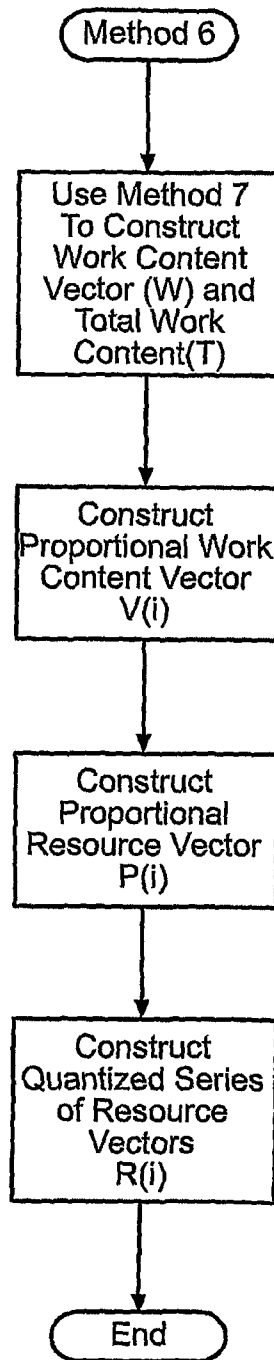 Method 6
Use Method 7
To Construct
Work Content
Vector (W) and
Total Work
Content(T)
Construct
Proportional Work
Content Vector
V(i)
Construct
Proportional
Resource Vector
P(i)
Construct
Quantized Series
of Resource
Vectors
R(i)
End